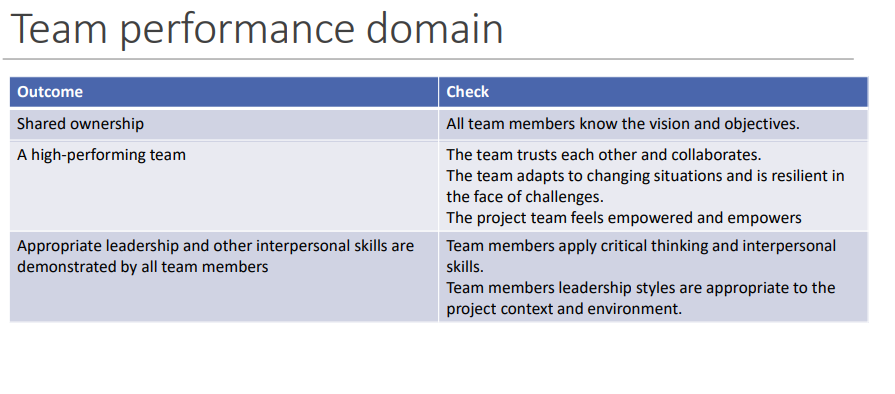 Team performance domain
Outcome
Check
Shared ownership
All team members know the vision and objectives.
A high-performing team
The team trusts each other and collaborates.
The team adapts to changing situations and is resilient in
the face of challenges.
The project team feels empowered and empowers
Appropriate leadership and other interpersonal skills are
demonstrated by all team members
Team members apply critical thinking and interpersonal
skills.
Team members leadership styles are appropriate to the
project context and environment.